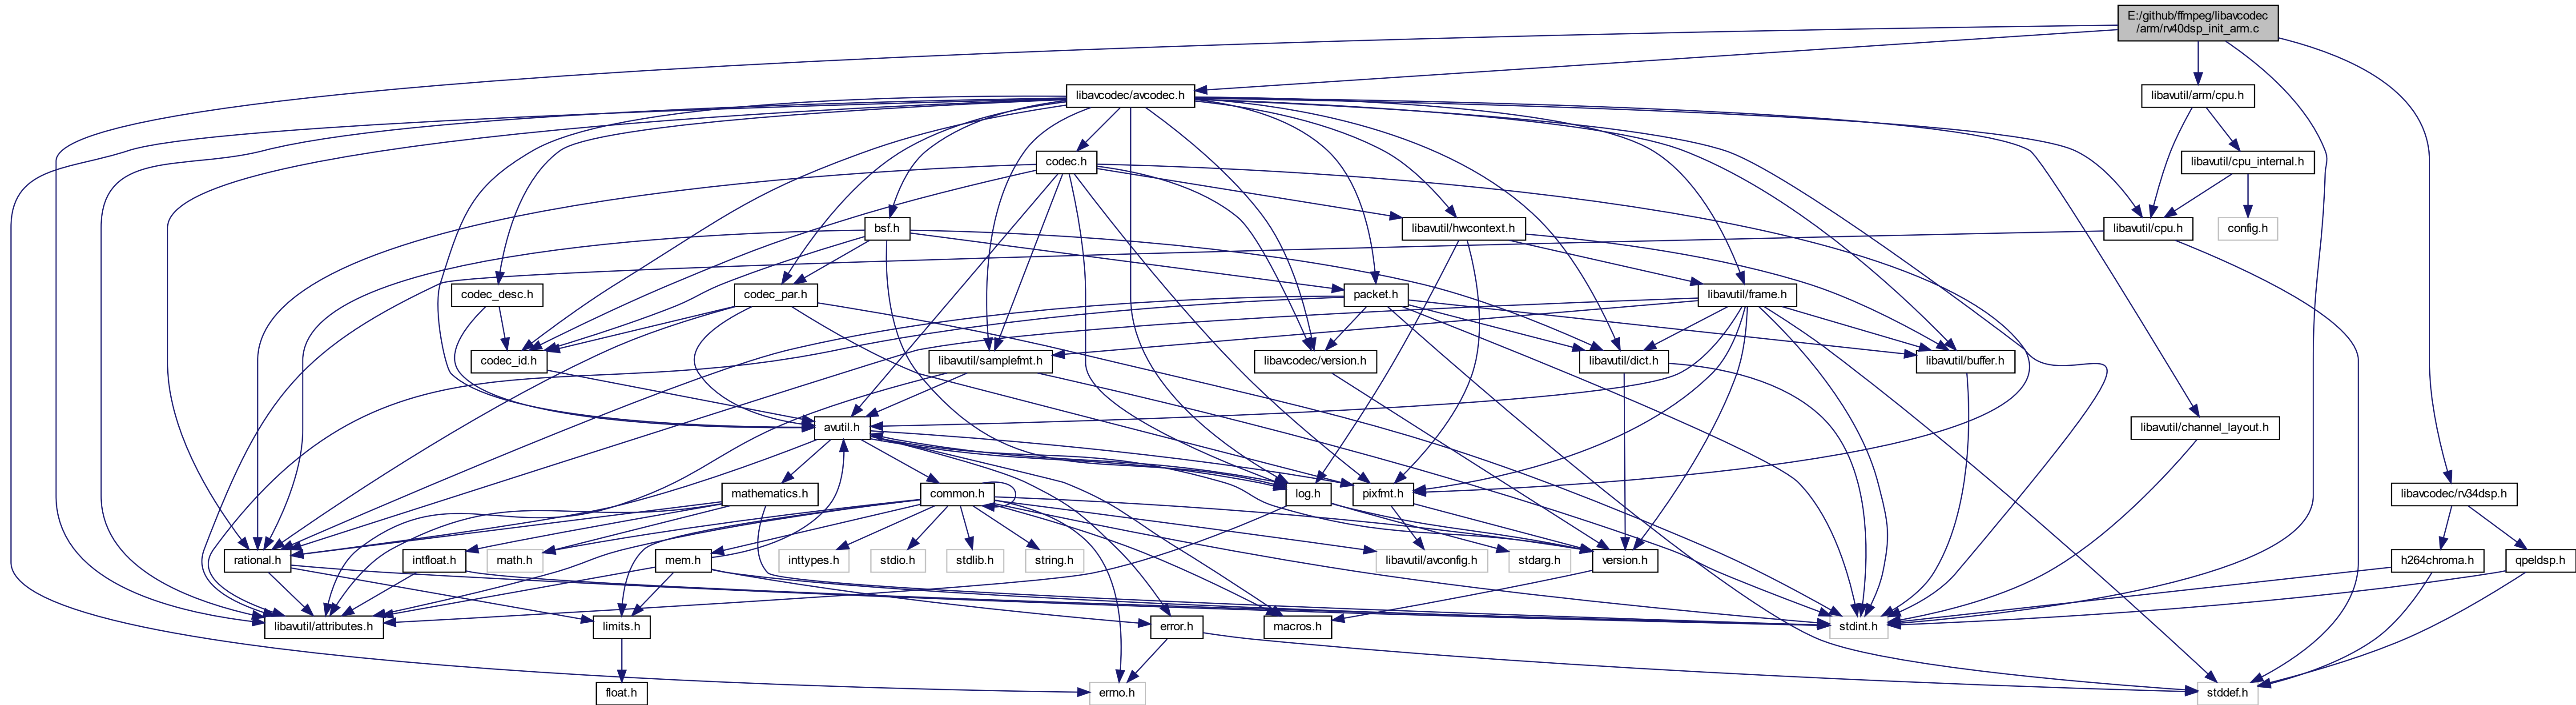 E:/github/ffmpeg/libavcodec
/arm/rv40dsp_init_arm.c
libavcodec/avcodec.h
libavutil/arm/cpu.h
codec.h
libavutil/cpu_internal.h
bsf.h
libavutil/hwcontext.h
libavutil/cpu.h
config.h
codec_desc.h
codec_par.h
packet.h
libavutil/frame.h
codec_id.h
libavutil/samplefmt.h
libavcodec/version.h
libavutil/dict.h
libavutil/buffer.h
avutil.h
libavutil/channel_layout.h
mathematics.h
common.h
log.h
pixfmt.h
libavcodec/rv34dsp.h
rational.h
intfloat.h
math.h
mem.h
inttypes.h
stdio.h
stdlib.h
string.h
libavutil/avconfig.h
stdarg.h
version.h
h264chroma.h
qpeldsp.h
libavutil/attributes.h
limits.h
error.h
macros.h
stdint.h
float.h
errno.h
stddef.h